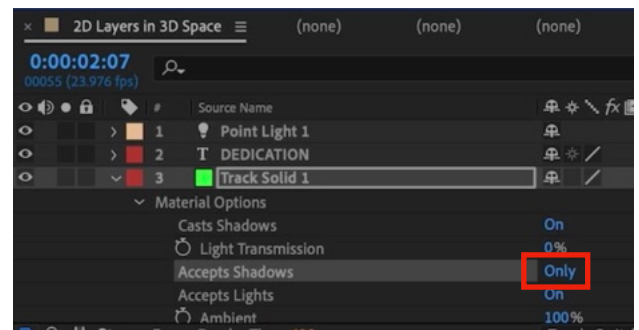 × 2D Layers in 3D Space ≡ (none) (none) (none)
0:00:02:07
00055 (23.976 fps)
# Source Name fx
1 Point Light 1
2 T DEDICATION
3 Track Solid 1
Material Options
Casts Shadows On
Light Transmission 0%
Accepts Shadows Only
Accepts Lights On
Ambient 100%